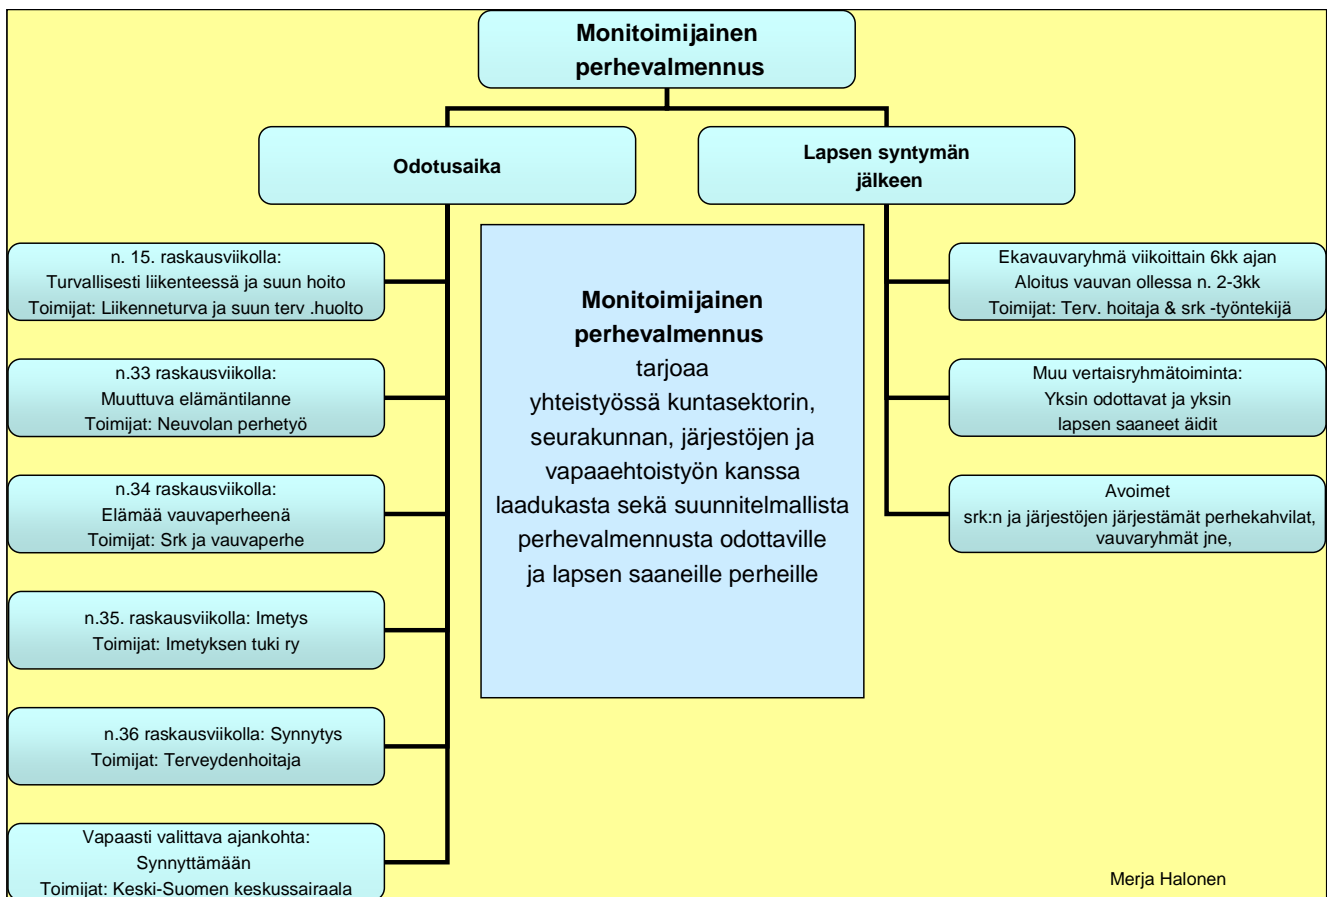 Monitoimijainen
perhevalmennus
Odotusaika
Lapsen syntymän
jälkeen
n. 15. raskausviikolla:
Turvallisesti liikenteessä ja suun hoito
Toimijat: Liikenneturva ja suun terv .huolto
n.33 raskausviikolla:
Muuttuva elämäntilanne
Toimijat: Neuvolan perhetyö
n.34 raskausviikolla:
Elämää vauvaperheenä
Toimijat: Srk ja vauvaperhe
n.35. raskausviikolla: Imetys
Toimijat: Imetyksen tuki ry
n.36 raskausviikolla: Synnytys
Toimijat: Terveydenhoitaja
Vapaasti valittava ajankohta:
Synnyttämään
Toimijat: Keski-Suomen keskussairaala
Monitoimijainen
perhevalmennus
tarjoaa
yhteistyössä kuntasektorin,
seurakunnan, järjestöjen ja
vapaaehtoistyön kanssa
laadukasta sekä suunnitelmallista
perhevalmennusta odottaville
ja lapsen saaneille perheille
Ekavauvaryhmä viikoittain 6kk ajan
Aloitus vauvan ollessa n. 2-3kk
Toimijat: Terv. hoitaja & srk -työntekijä
Muu vertaisryhmätoiminta:
Yksin odottavat ja yksin
lapsen saaneet äidit
Avoimet
srk:n ja järjestöjen järjestämät perhekahvilat,
vauvaryhmät jne,
Merja Halonen